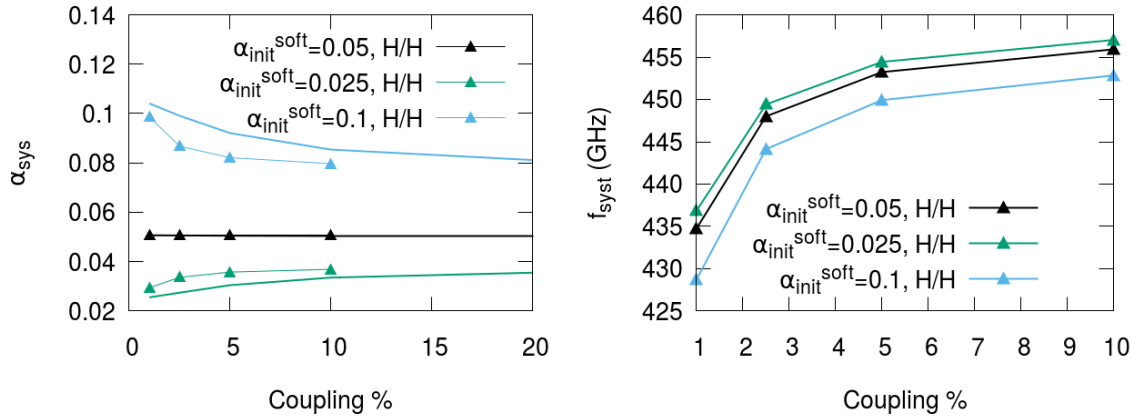 0.14
0.12
0.1
0.08
0.06
0.04
0.02
α_sys
α_init^soft=0.05, H/H
α_init^soft=0.025, H/H
α_init^soft=0.1, H/H
0 5 10 15 20
Coupling %
460
455
450
445
440
435
430
425
f_syst (GHz)
α_init^soft=0.05, H/H
α_init^soft=0.025, H/H
α_init^soft=0.1, H/H
1 2 3 4 5 6 7 8 9 10
Coupling %